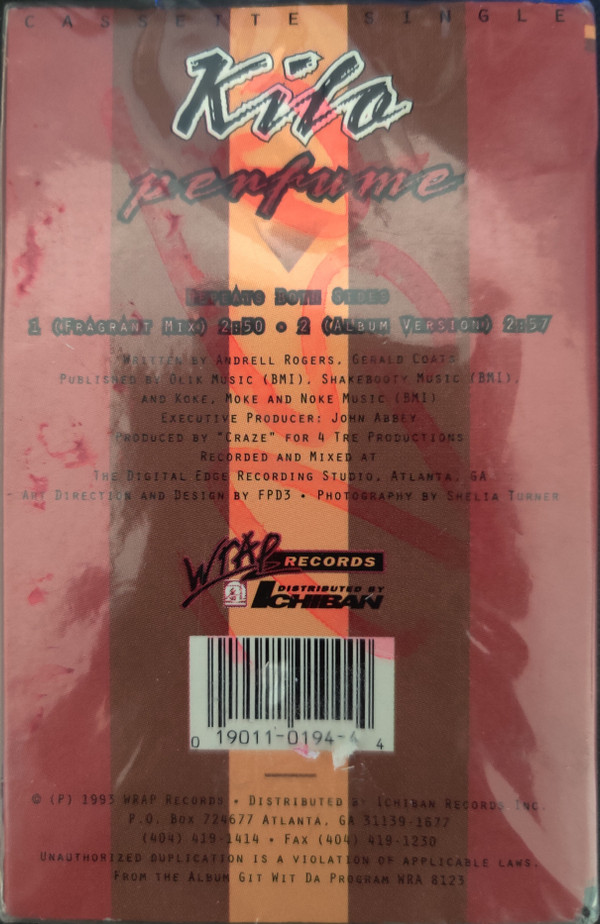 CASSETTE SINGLE
Kilo
perfume
Repeats Both Sides
1 (Fragrant Mix) 2:50 • 2 (Album Version) 2:57
Written by Andrell Rogers, Gerald Coats
Published by Olik Music (BMI), Shakebooty Music (BMI),
and Koke, Moke and Noke Music (BMI)
Executive Producer: John Abbey
Produced by "Craze" for 4 Tre Productions
Recorded and Mixed at
The Digital Edge Recording Studio, Atlanta, GA
Art Direction and Design by FPD3 • Photography by Shelia Turner
WRAP RECORDS
DISTRIBUTED BY
ICHIBAN
0 19011-0194-4 4
© (P) 1993 Wrap Records • Distributed by Ichiban Records, Inc.
P.O. Box 724677 Atlanta, GA 31139-1677
(404) 419-1414 • Fax (404) 419-1230
Unauthorized duplication is a violation of applicable laws.
From the Album Git Wit Da Program WRA 8123